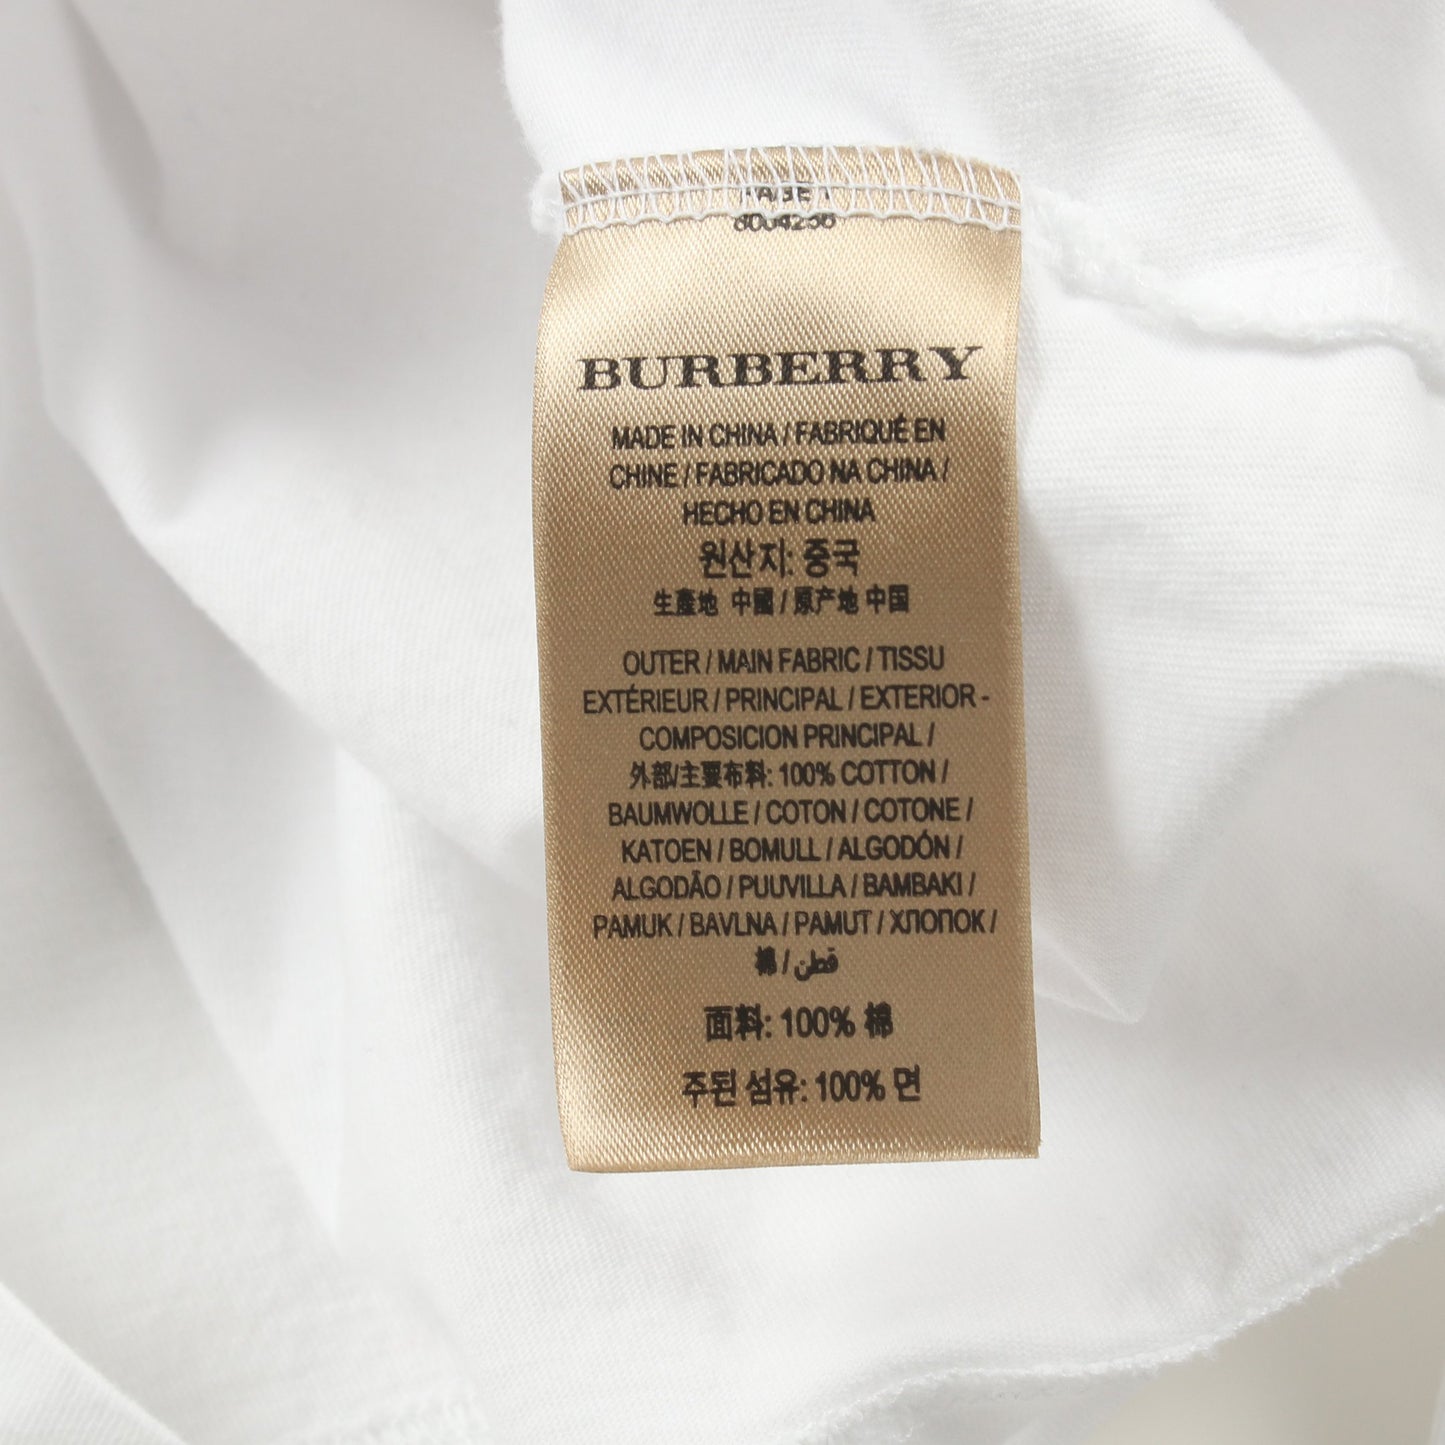 PAGE 1
8004256
BURBERRY
MADE IN CHINA / FABRIQUÉ EN
CHINE / FABRICADO NA CHINA /
HECHO EN CHINA
원산지: 중국
生產地 中國 / 原产地 中国
OUTER / MAIN FABRIC / TISSU
EXTÉRIEUR / PRINCIPAL / EXTERIOR -
COMPOSICION PRINCIPAL /
外部/主要布料: 100% COTTON /
BAUMWOLLE / COTON / COTONE /
KATOEN / BOMULL / ALGODÓN /
ALGODÃO / PUUVILLA / BAMBAKI /
PAMUK / BAVLNA / PAMUT / ХЛОПОК /
棉 / قطن
面料: 100% 棉
주된 섬유: 100% 면